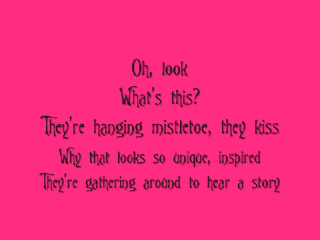 Oh, look
What's this?
They're hanging mistletoe, they kiss
Why that looks so unique, inspired
They're gathering around to hear a story